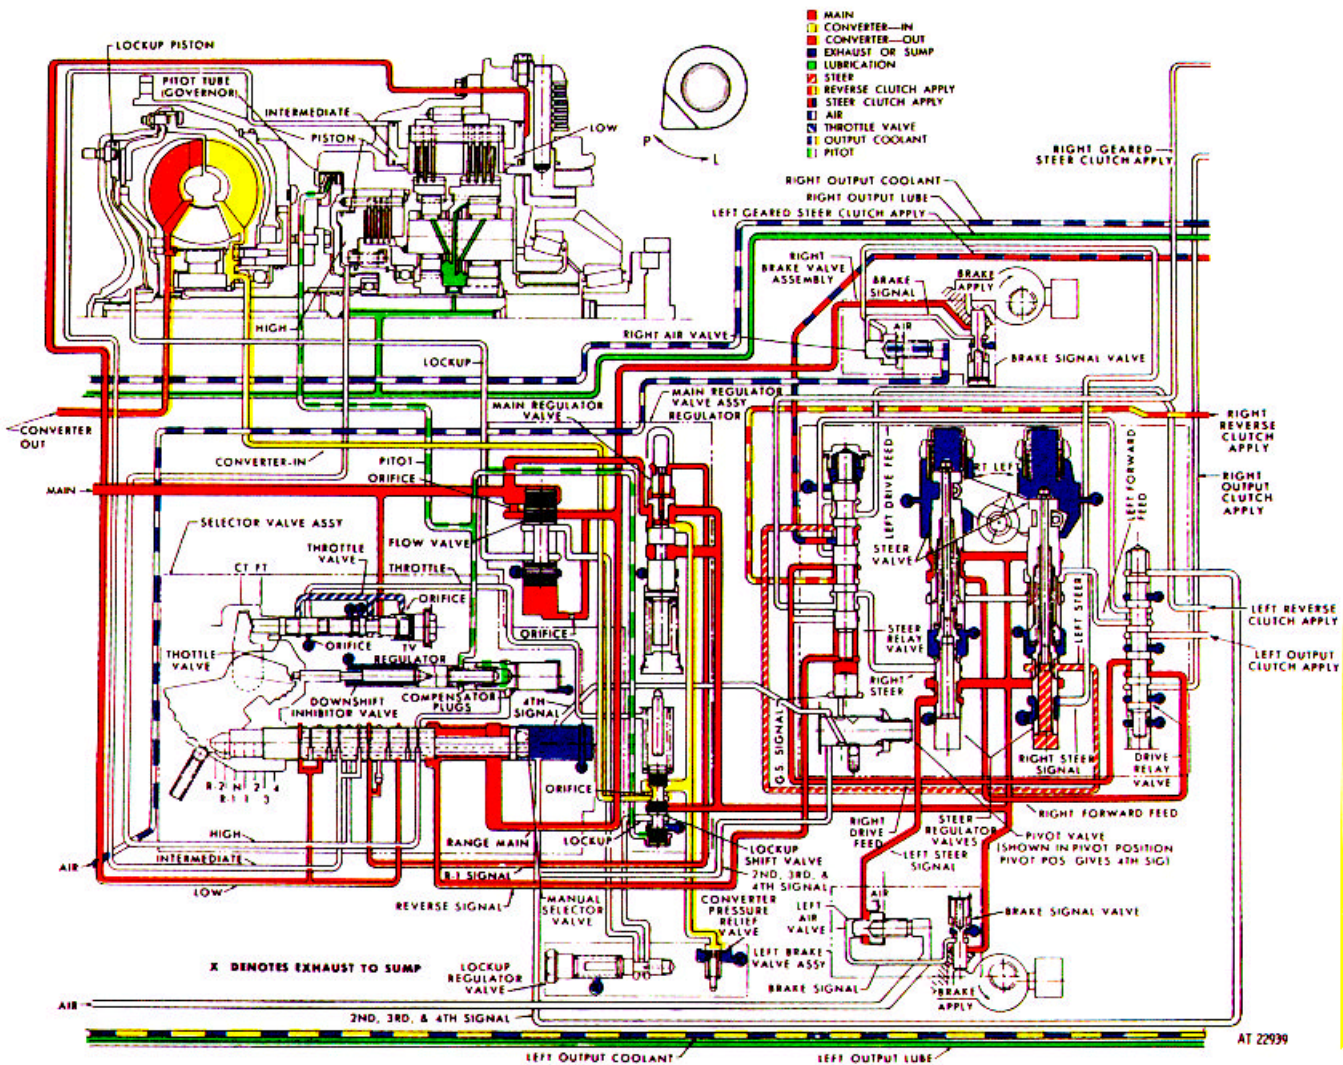 MAIN
CONVERTER—IN
CONVERTER—OUT
EXHAUST OR SUMP
LUBRICATION
STEER
REVERSE CLUTCH APPLY
STEER CLUTCH APPLY
AIR
THROTTLE VALVE
OUTPUT COOLANT
PITOT
LOCKUP PISTON
PITOT TUBE
(GOVERNOR)
INTERMEDIATE
PISTON
LOW
P
L
RIGHT GEARED
STEER CLUTCH APPLY
RIGHT OUTPUT COOLANT
RIGHT OUTPUT LUBE
LEFT GEARED STEER CLUTCH APPLY
RIGHT
BRAKE VALVE
ASSEMBLY
BRAKE
SIGNAL
BRAKE
APPLY
HIGH
RIGHT AIR VALVE
AIR
LOCKUP
BRAKE SIGNAL VALVE
MAIN REGULATOR
VALVE ASSY
REGULATOR
MAIN REGULATOR
VALVE
CONVERTER
OUT
CONVERTER-IN
PITOT
ORIFICE
RIGHT
REVERSE
CLUTCH
APPLY
LEFT DRIVE FEED
RT LEFT
LEFT FORWARD
FEED
RIGHT
OUTPUT
CLUTCH
APPLY
MAIN
SELECTOR VALVE ASSY
THROTTLE
VALVE
THROTTLE
FLOW VALVE
STEER
VALVE
CT FT
ORIFICE
ORIFICE
ORIFICE
TV
REGULATOR
THOTTLE
VALVE
STEER
RELAY
VALVE
LEFT STEER
LEFT REVERSE
CLUTCH APPLY
LEFT OUTPUT
CLUTCH APPLY
RIGHT
STEER
DOWNSHIFT
INHIBITOR VALVE
COMPENSATOR
PLUGS
4TH
SIGNAL
G.S. SIGNAL
RIGHT STEER
SIGNAL
DRIVE
RELAY
VALVE
R-2 N 2 4
R-1 1 3
ORIFICE
LOCKUP
RANGE MAIN
LOCKUP
SHIFT VALVE
RIGHT
DRIVE
FEED
STEER
REGULATOR
VALVES
RIGHT FORWARD FEED
PIVOT VALVE
(SHOWN IN PIVOT POSITION
PIVOT POS GIVES 4TH SIG)
HIGH
AIR
INTERMEDIATE
LOW
R-1 SIGNAL
2ND, 3RD, &
4TH SIGNAL
LEFT STEER
SIGNAL
REVERSE SIGNAL
MANUAL
SELECTOR
VALVE
CONVERTER
PRESSURE
RELIEF
VALVE
AIR
LEFT
AIR
VALVE
BRAKE SIGNAL VALVE
LEFT BRAKE
VALVE ASSY
X DENOTES EXHAUST TO SUMP
LOCKUP
REGULATOR
VALVE
BRAKE SIGNAL
BRAKE
APPLY
AIR
2ND, 3RD, & 4TH SIGNAL
LEFT OUTPUT COOLANT
LEFT OUTPUT LUBE
AT 22939